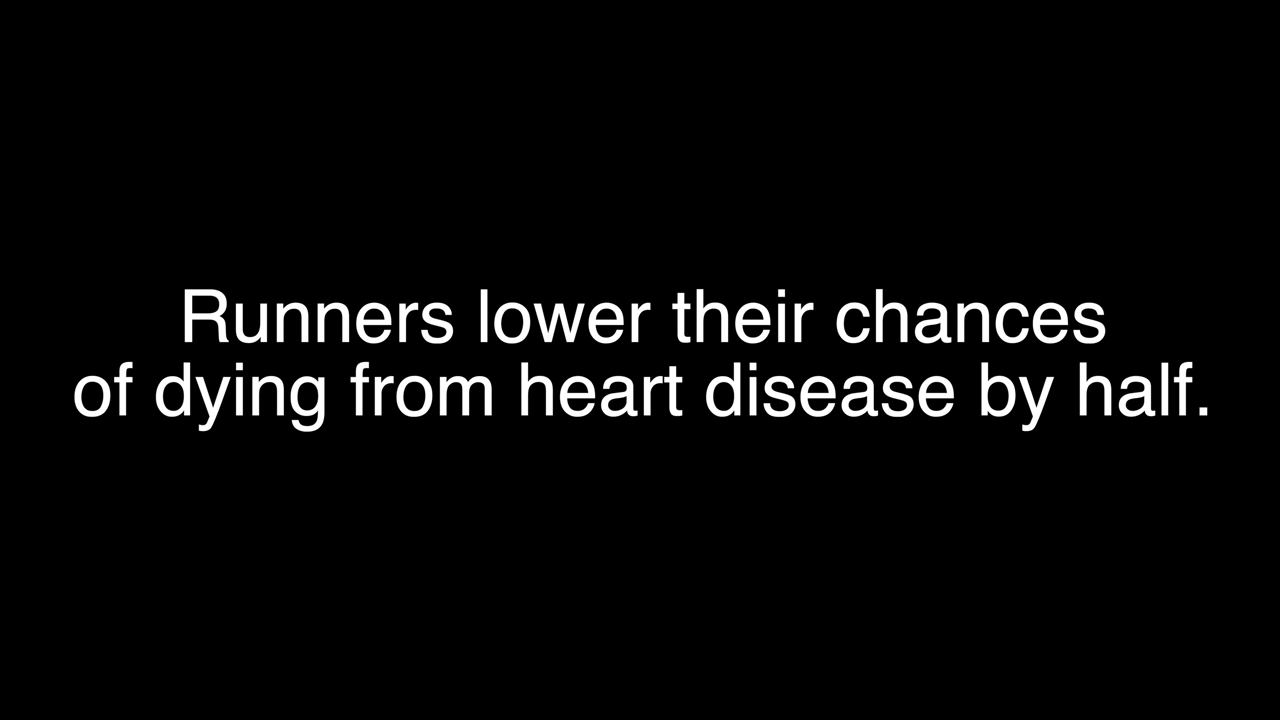 Runners lower their chances
of dying from heart disease by half.